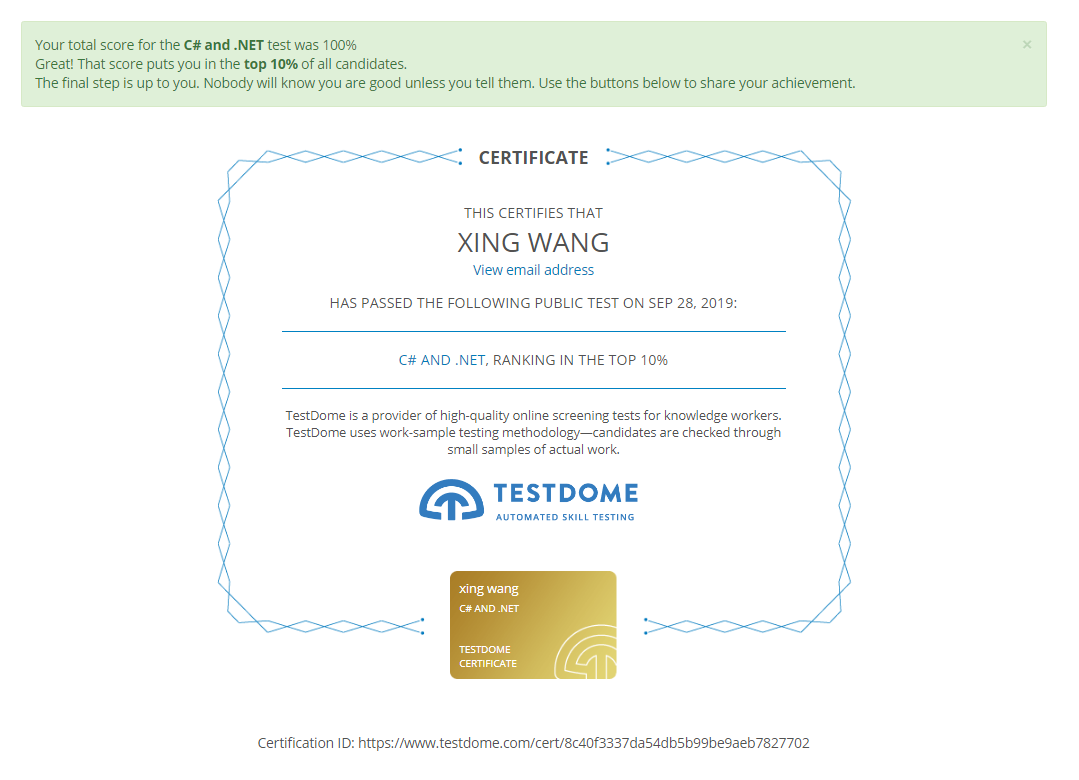 Your total score for the C# and .NET test was 100%
×
Great! That score puts you in the top 10% of all candidates.
The final step is up to you. Nobody will know you are good unless you tell them. Use the buttons below to share your achievement.
CERTIFICATE
THIS CERTIFIES THAT
XING WANG
View email address
HAS PASSED THE FOLLOWING PUBLIC TEST ON SEP 28, 2019:
C# AND .NET, RANKING IN THE TOP 10%
TestDome is a provider of high-quality online screening tests for knowledge workers.
TestDome uses work-sample testing methodology—candidates are checked through
small samples of actual work.
TESTDOME
AUTOMATED SKILL TESTING
xing wang
C# AND .NET
TESTDOME
CERTIFICATE
Certification ID: https://www.testdome.com/cert/8c40f3337da54db5b99be9aeb7827702